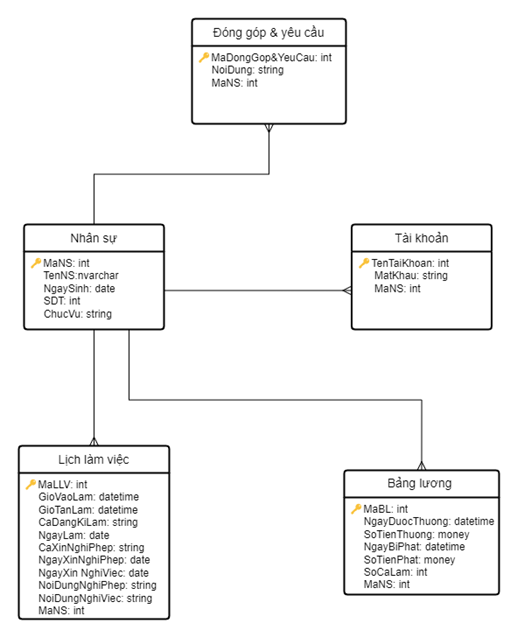 Đóng góp & yêu cầu
MaDongGop&YeuCau: int
NoiDung: string
MaNS: int
Nhân sự
MaNS: int
TenNS:nvarchar
NgaySinh: date
SDT: int
ChucVu: string
Tài khoản
TenTaiKhoan: int
MatKhau: string
MaNS: int
Lịch làm việc
MaLLV: int
GioVaoLam: datetime
GioTanLam: datetime
CaDangKiLam: string
NgayLam: date
CaXinNghiPhep: string
NgayXinNghiPhep: date
NgayXin NghiViec: date
NoiDungNghiPhep: string
NoiDungNghiViec: string
MaNS: int
Bảng lương
MaBL: int
NgayDuocThuong: datetime
SoTienThuong: money
NgayBiPhat: datetime
SoTienPhat: money
SoCaLam: int
MaNS: int